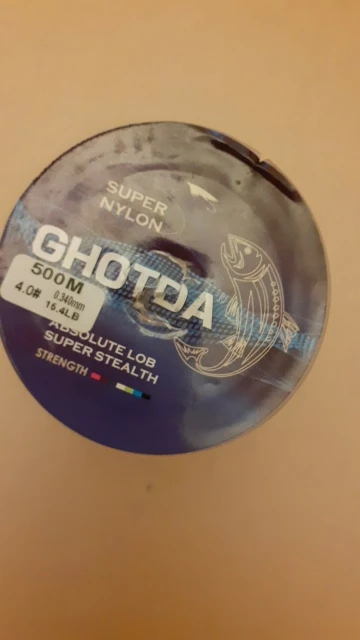 SUPER
NYLON
GHOTDA
500M
4.0# 0.340mm
15.4LB
ABSOLUTE LOB
SUPER STEALTH
STRENGTH